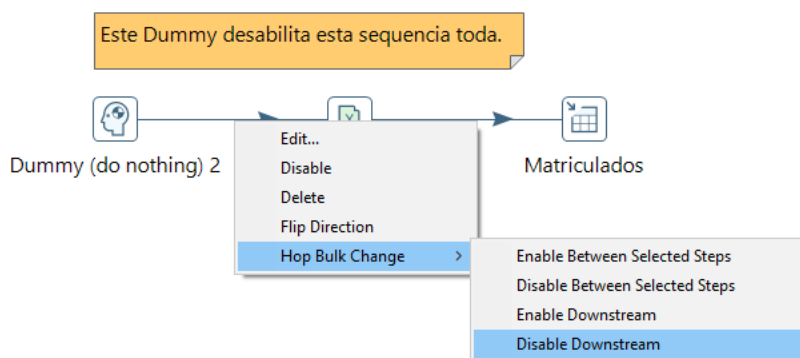 Este Dummy desabilita esta sequencia toda.
Dummy (do nothing) 2
Matriculados
Edit...
Disable
Delete
Flip Direction
Hop Bulk Change
Enable Between Selected Steps
Disable Between Selected Steps
Enable Downstream
Disable Downstream